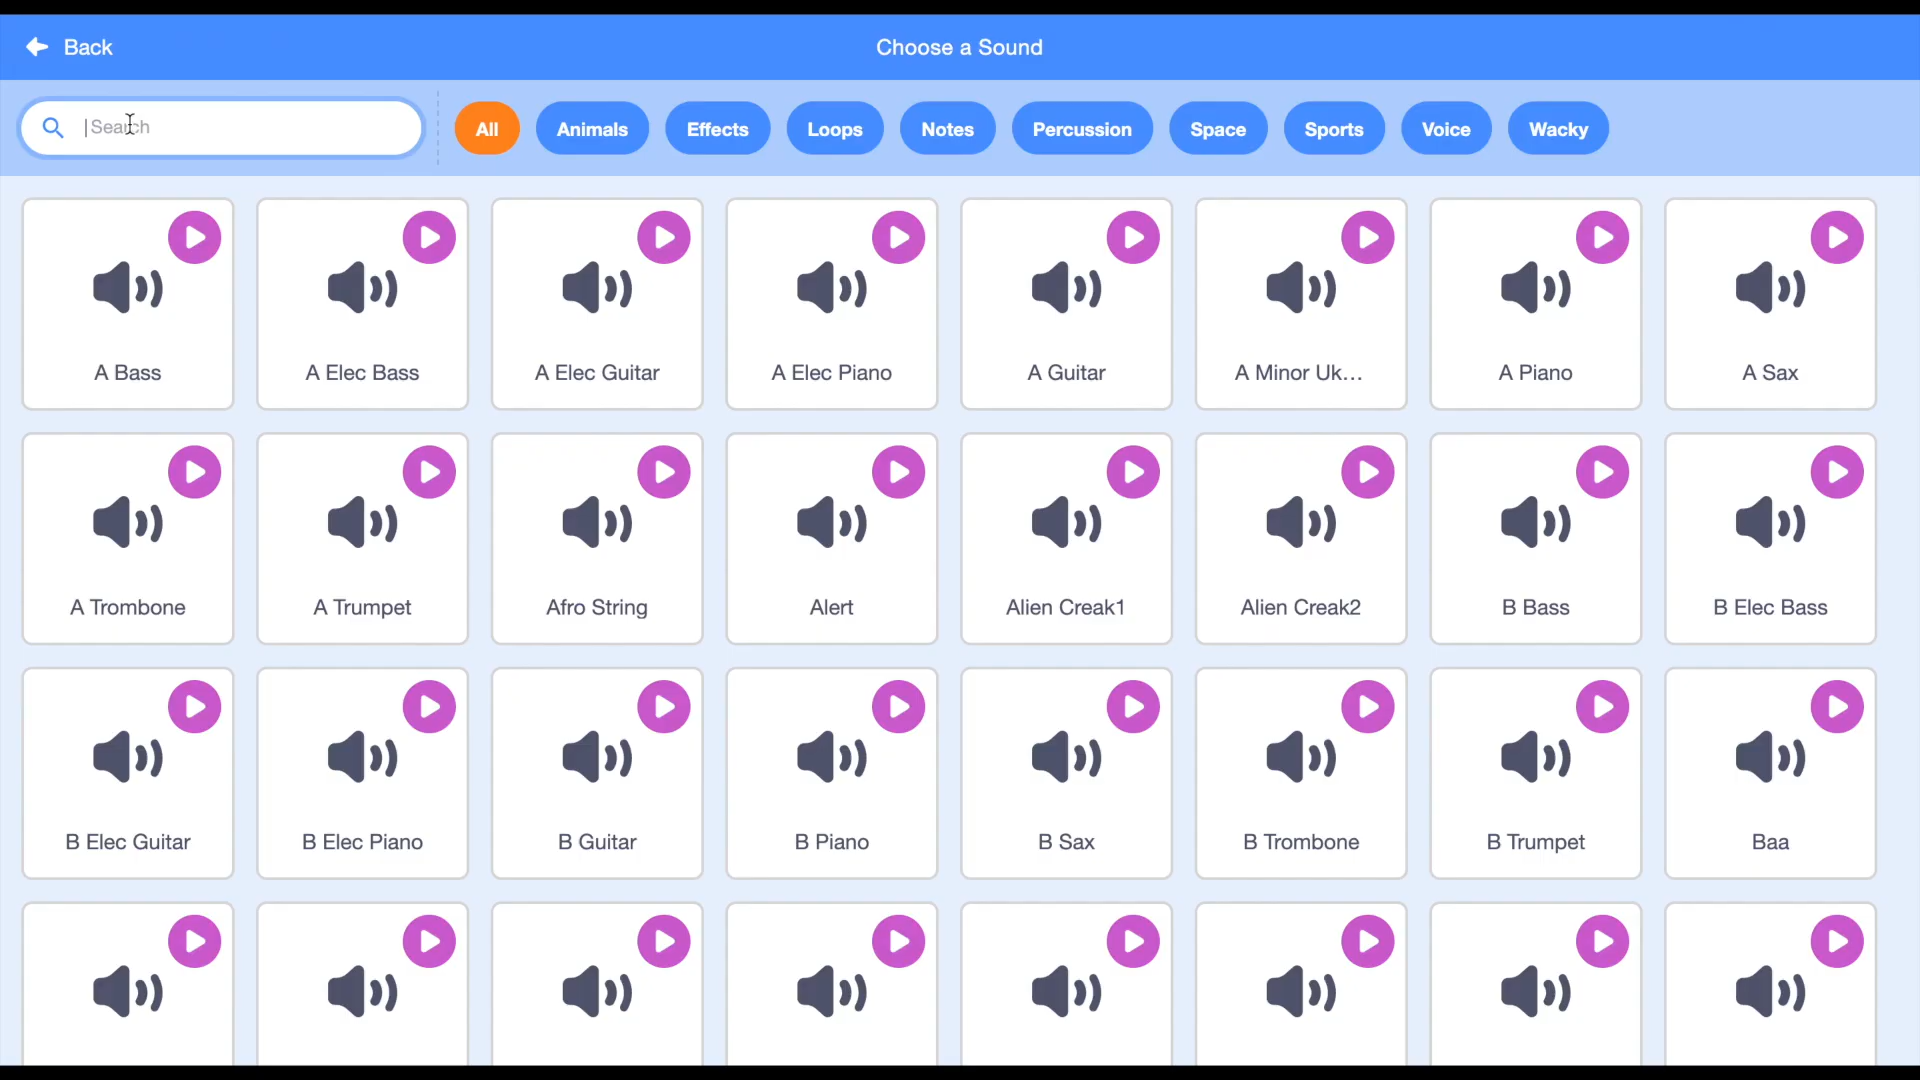 Back
Choose a Sound
Search
All
Animals
Effects
Loops
Notes
Percussion
Space
Sports
Voice
Wacky
A Bass
A Elec Bass
A Elec Guitar
A Elec Piano
A Guitar
A Minor Uk...
A Piano
A Sax
A Trombone
A Trumpet
Afro String
Alert
Alien Creak1
Alien Creak2
B Bass
B Elec Bass
B Elec Guitar
B Elec Piano
B Guitar
B Piano
B Sax
B Trombone
B Trumpet
Baa